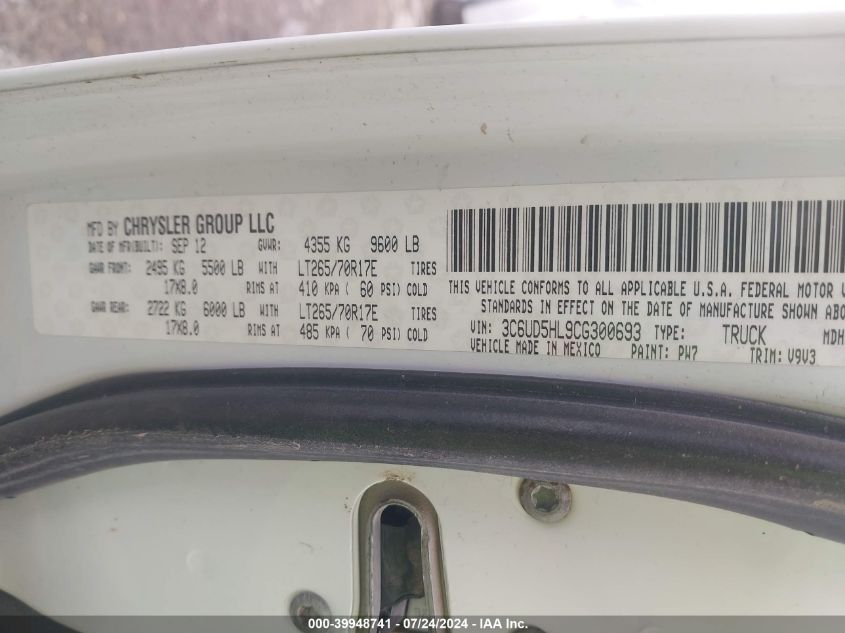 MFD BY CHRYSLER GROUP LLC
DATE OF MFR(BUILT): SEP 12 GVWR: 4355 KG 9600 LB
GAWR FRONT: 2495 KG 5500 LB WITH LT265/70R17E TIRES
17X8.0 RIMS AT 410 KPA ( 60 PSI) COLD
GAWR REAR: 2722 KG 6000 LB WITH LT265/70R17E TIRES
17X8.0 RIMS AT 485 KPA ( 70 PSI) COLD
THIS VEHICLE CONFORMS TO ALL APPLICABLE U.S.A. FEDERAL MOTOR V
STANDARDS IN EFFECT ON THE DATE OF MANUFACTURE SHOWN ABO
VIN: 3C6UD5HL9CG300693 TYPE: TRUCK MDH
VEHICLE MADE IN MEXICO PAINT: PW7 TRIM: V9V3
000-39948741 / 07/24/2024 / IAA Inc.